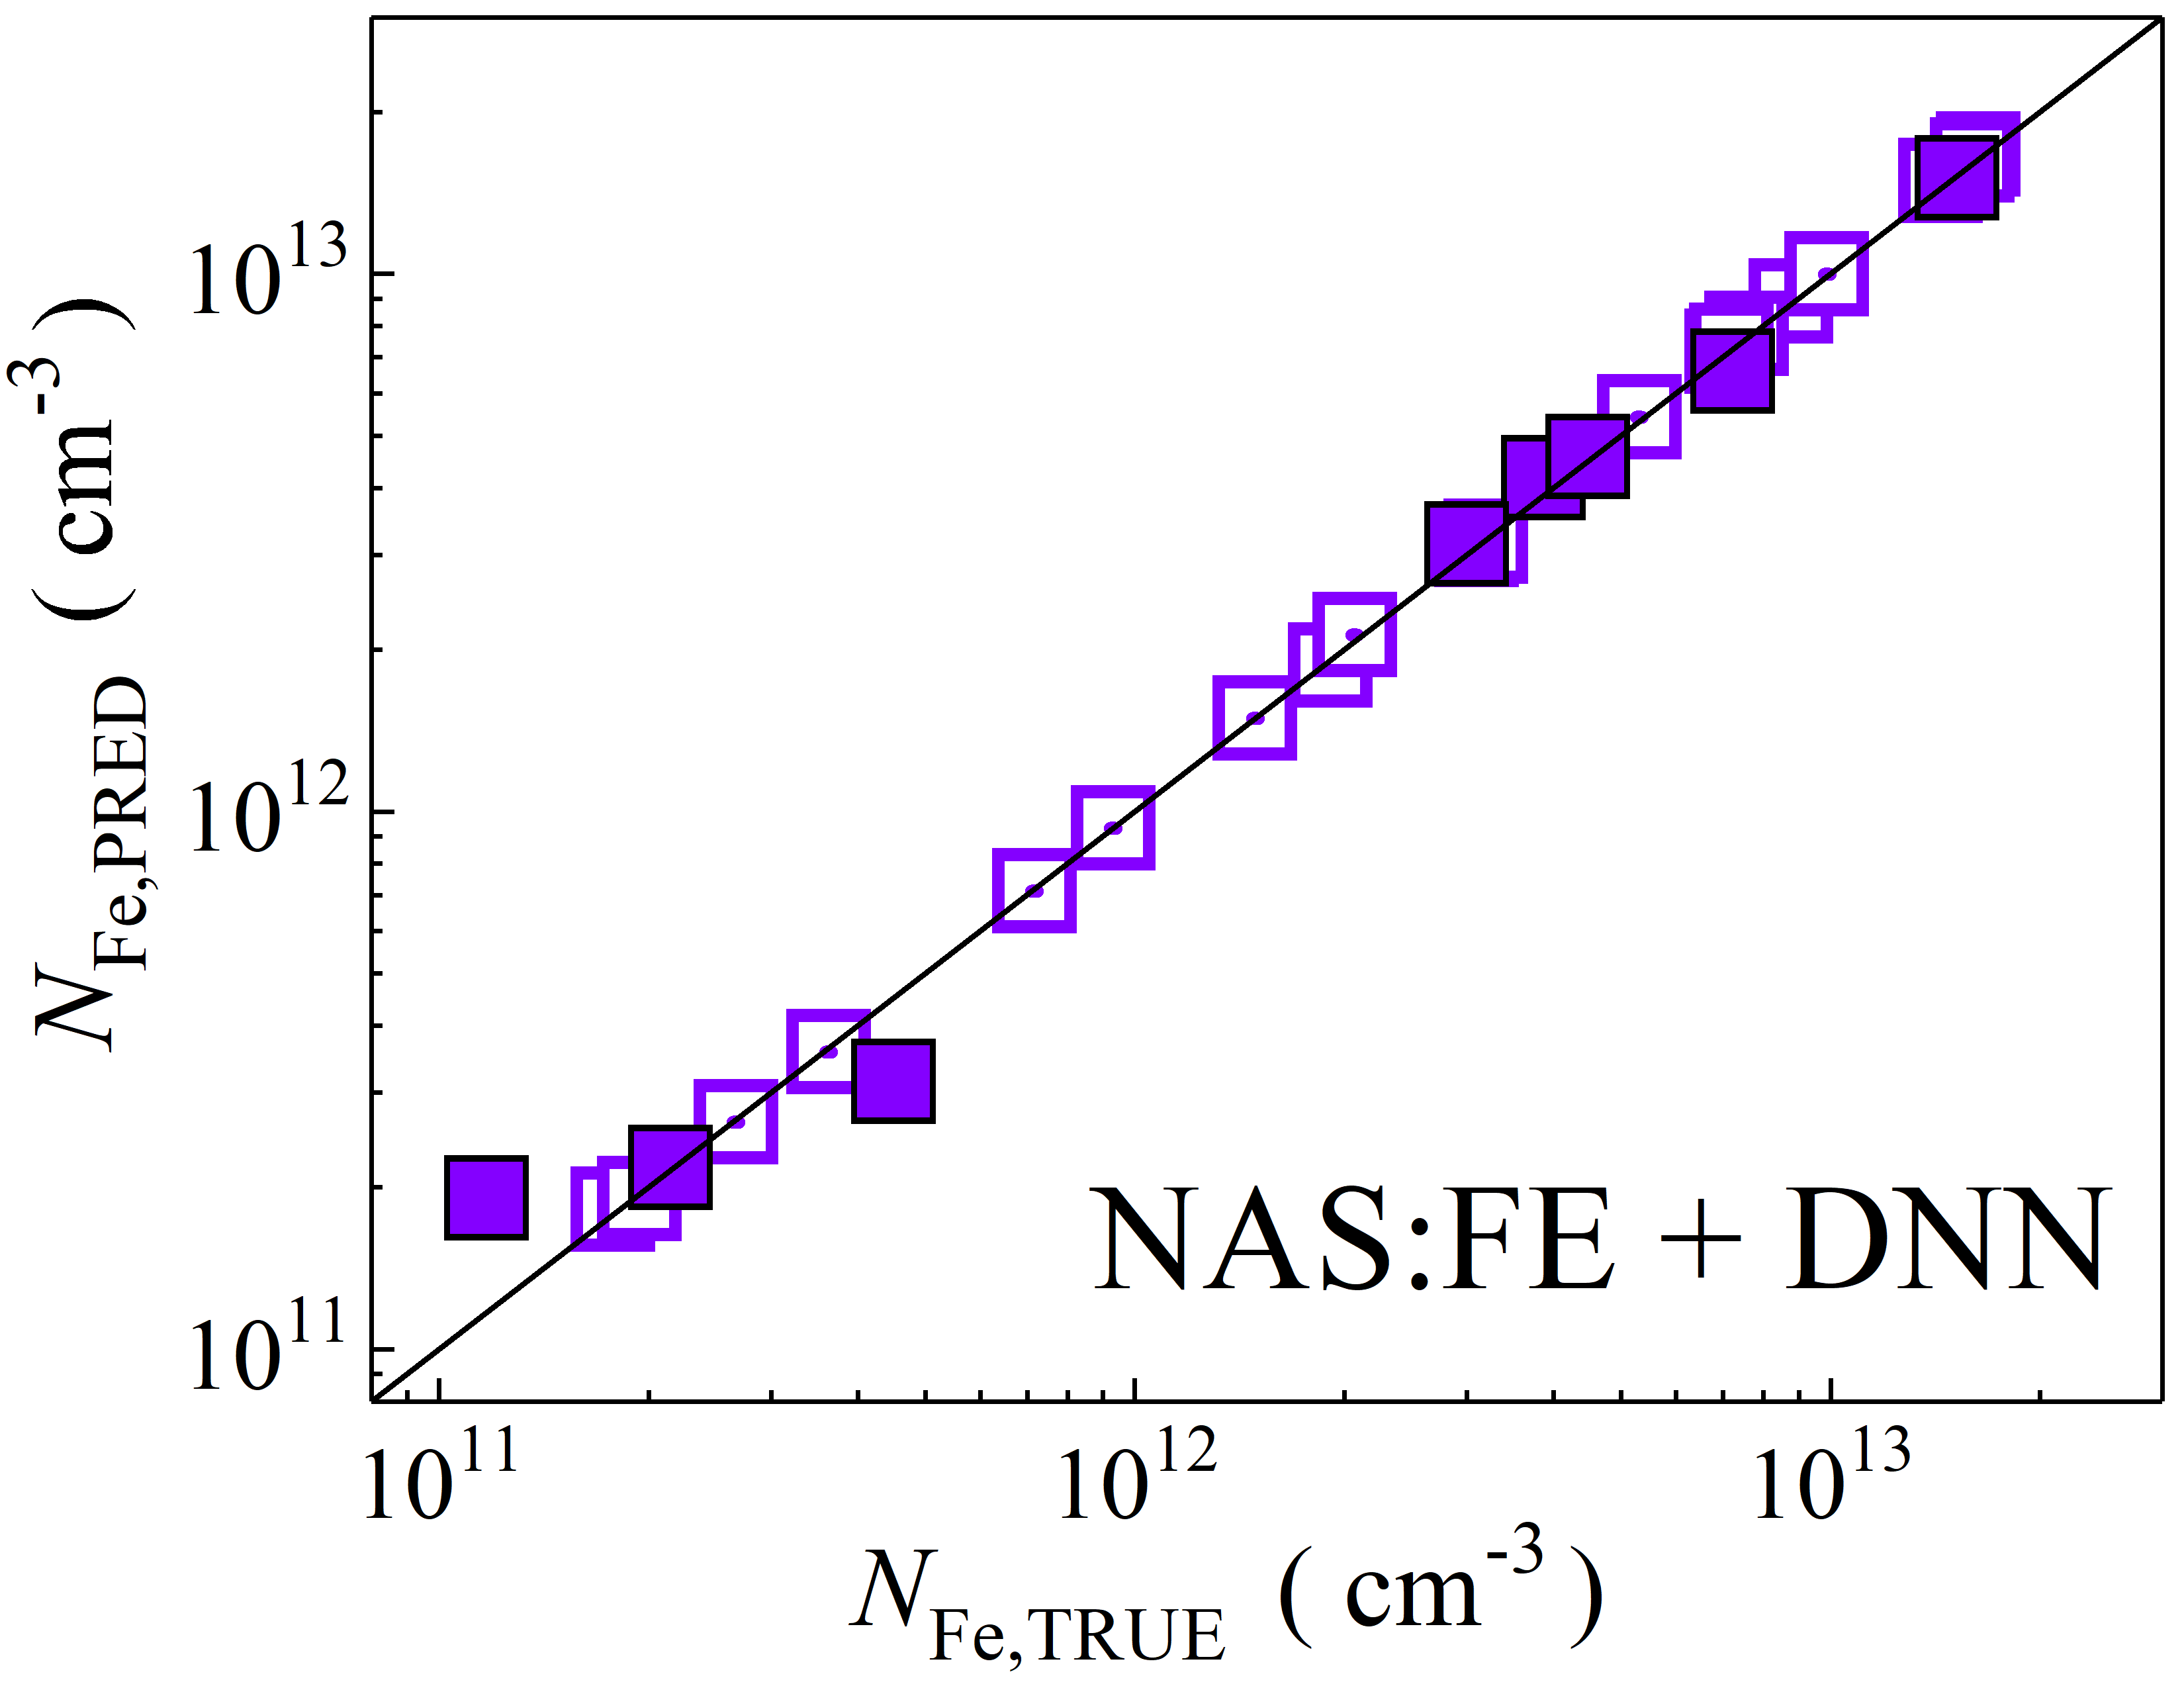 N_Fe,PRED ( cm^-3 )
10^13
10^12
10^11
NAS:FE + DNN
10^11 10^12 10^13
N_Fe,TRUE ( cm^-3 )